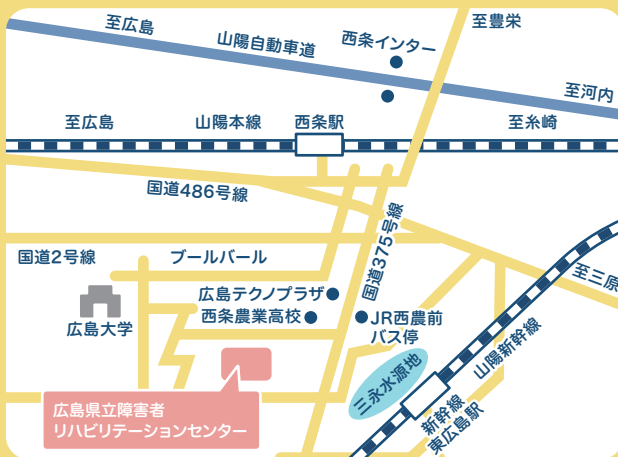 至広島
山陽自動車道
西条インター
至豊栄
至河内
至広島
山陽本線
西条駅
至糸崎
国道486号線
国道375号線
国道2号線
ブールバール
至三原
広島テクノプラザ
西条農業高校
広島大学
JR西農前
バス停
三永水源地
山陽新幹線
新幹線
東広島駅
広島県立障害者
リハビリテーションセンター